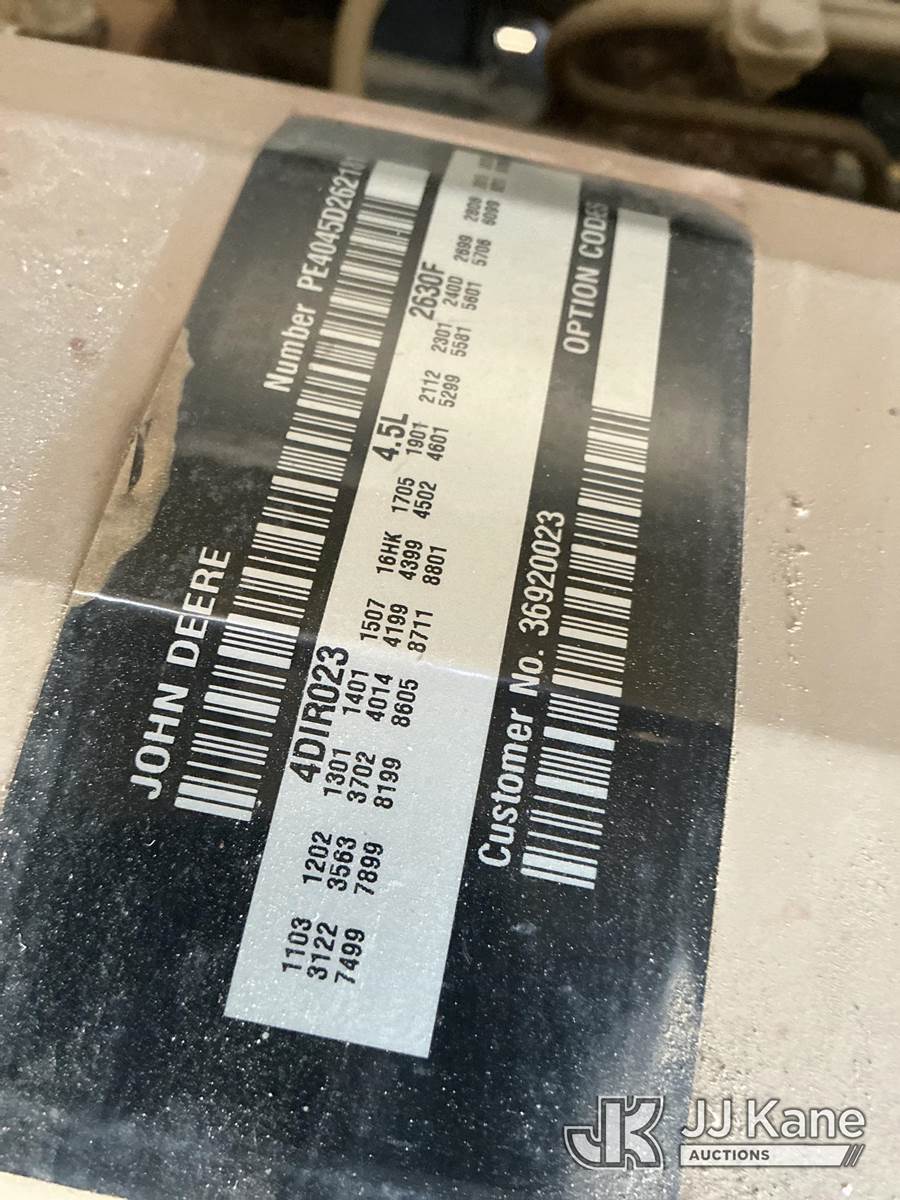 JOHN DEERE
Number PE4045D2621
4DIR023 4.5L 2630F
1103 1202 1301 1401 1507 16HK 1705 1901 2112 2301 240D 2699 2809
3122 3563 3702 4014 4199 4399 4502 4601 5299 5581 5601 5706 6099
7499 7899 8199 8605 8711 8801
OPTION CODES
Customer No. 36920023
JK
JJ Kane
AUCTIONS